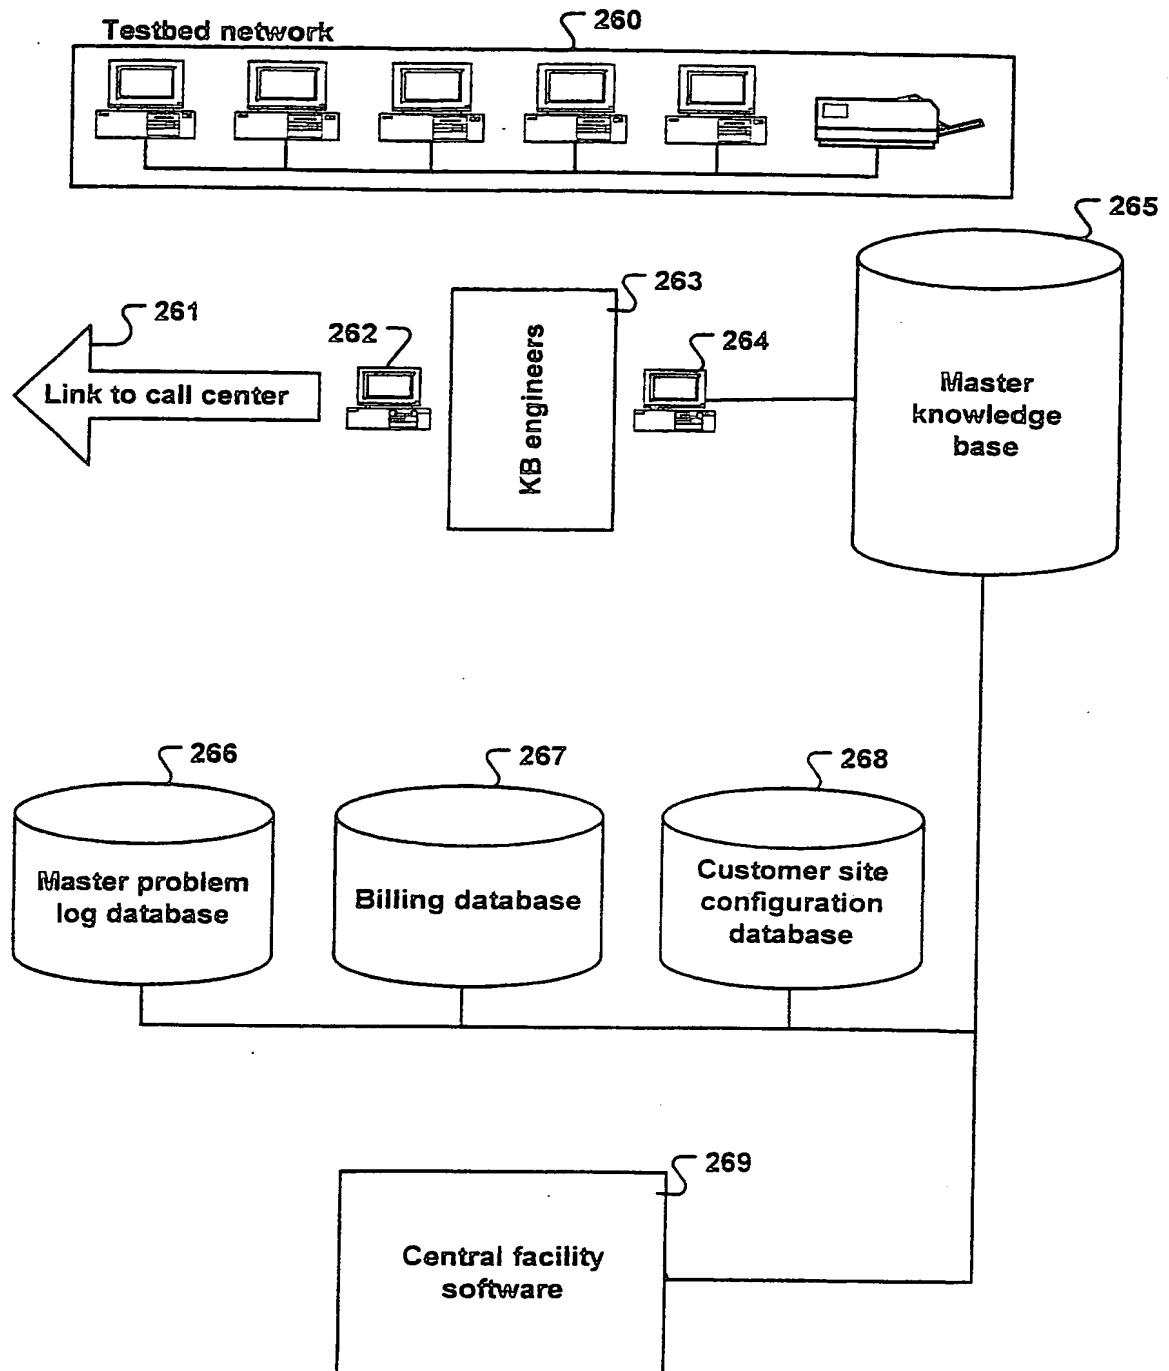 Testbed network
260
265
261
262
263
264
Link to call center
KB engineers
Master
knowledge
base
266
267
268
Master problem
log database
Billing database
Customer site
configuration
database
269
Central facility
software